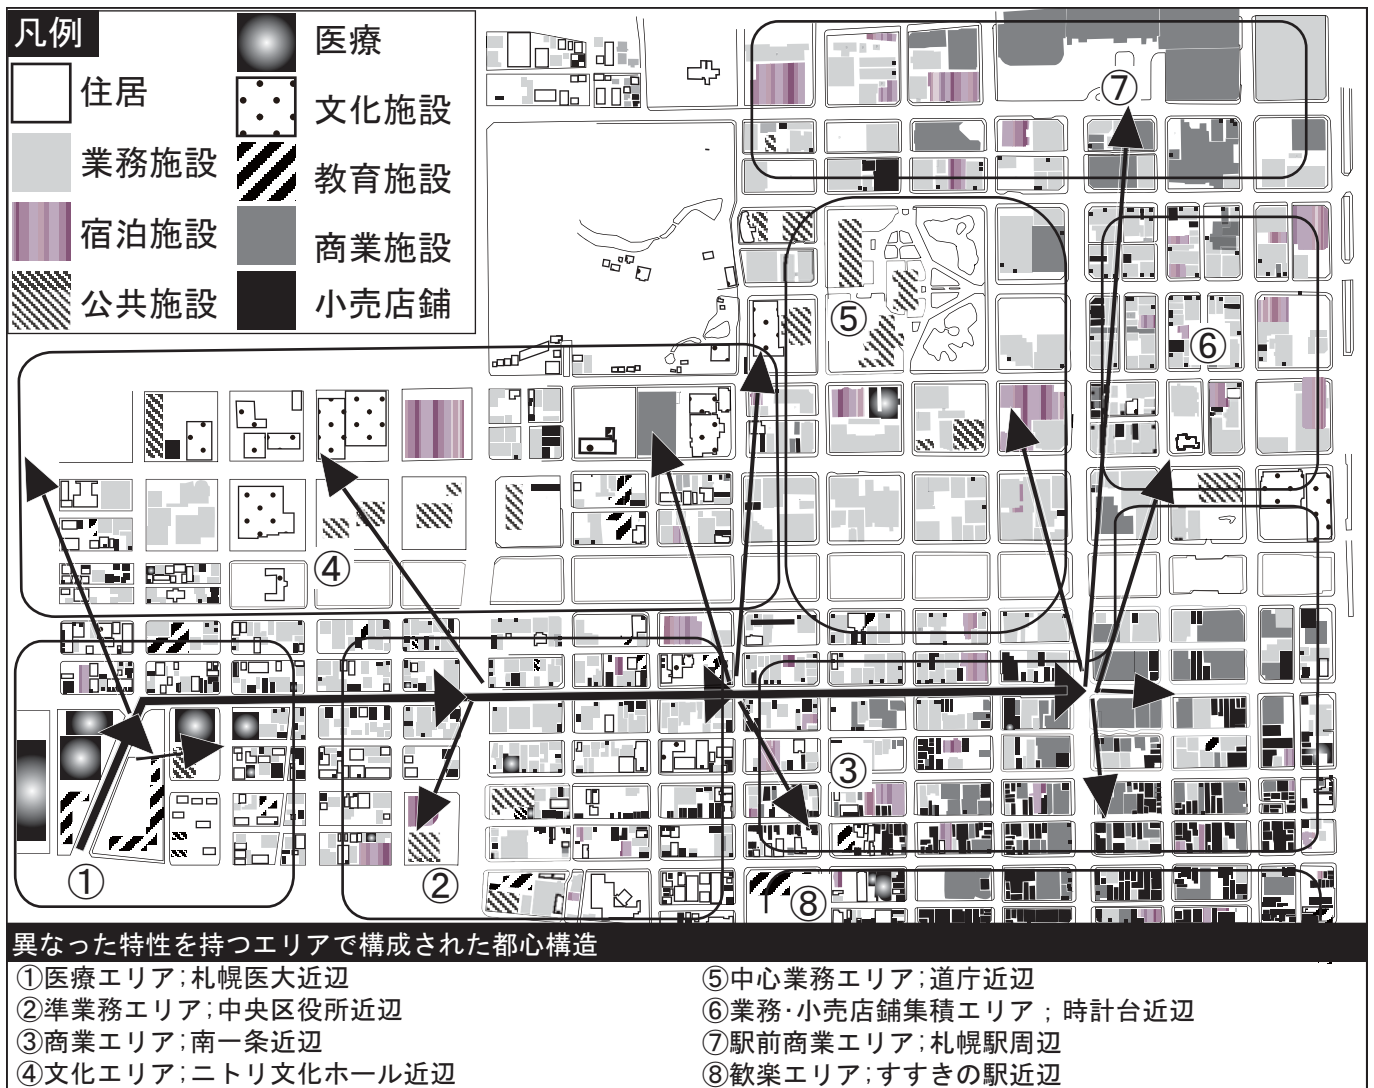 凡例
住居
業務施設
宿泊施設
公共施設
医療
文化施設
教育施設
商業施設
小売店舗
⑦
⑤
⑥
④
③
①
②
⑧
異なった特性を持つエリアで構成された都心構造
①医療エリア;札幌医大近辺
②準業務エリア;中央区役所近辺
③商業エリア;南一条近辺
④文化エリア;ニトリ文化ホール近辺
⑤中心業務エリア;道庁近辺
⑥業務·小売店舗集積エリア；時計台近辺
⑦駅前商業エリア;札幌駅周辺
⑧歓楽エリア;すすきの駅近辺